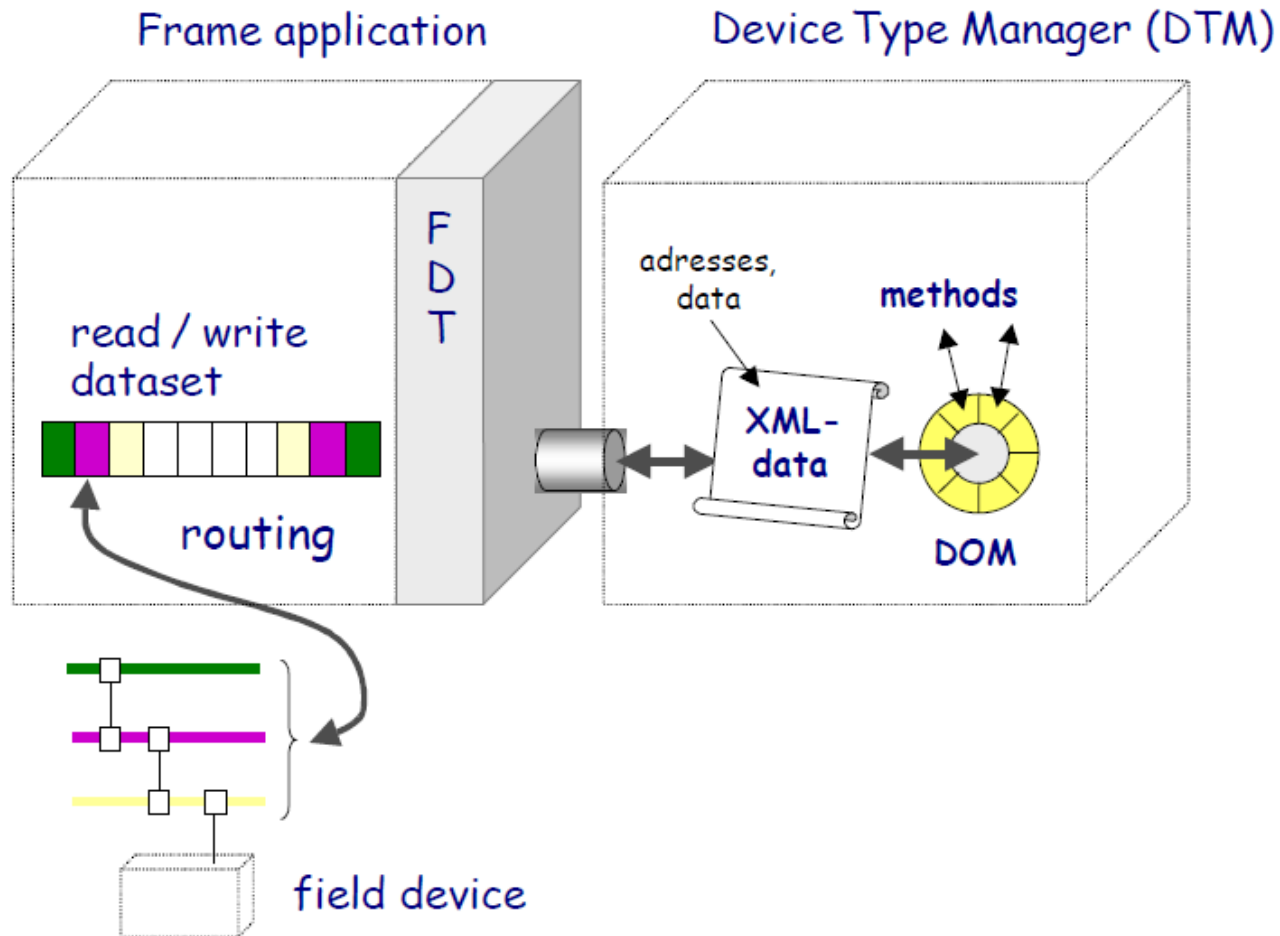 Frame application
Device Type Manager (DTM)
F
D
T
read / write
dataset
routing
adresses,
data
methods
XML-
data
DOM
field device